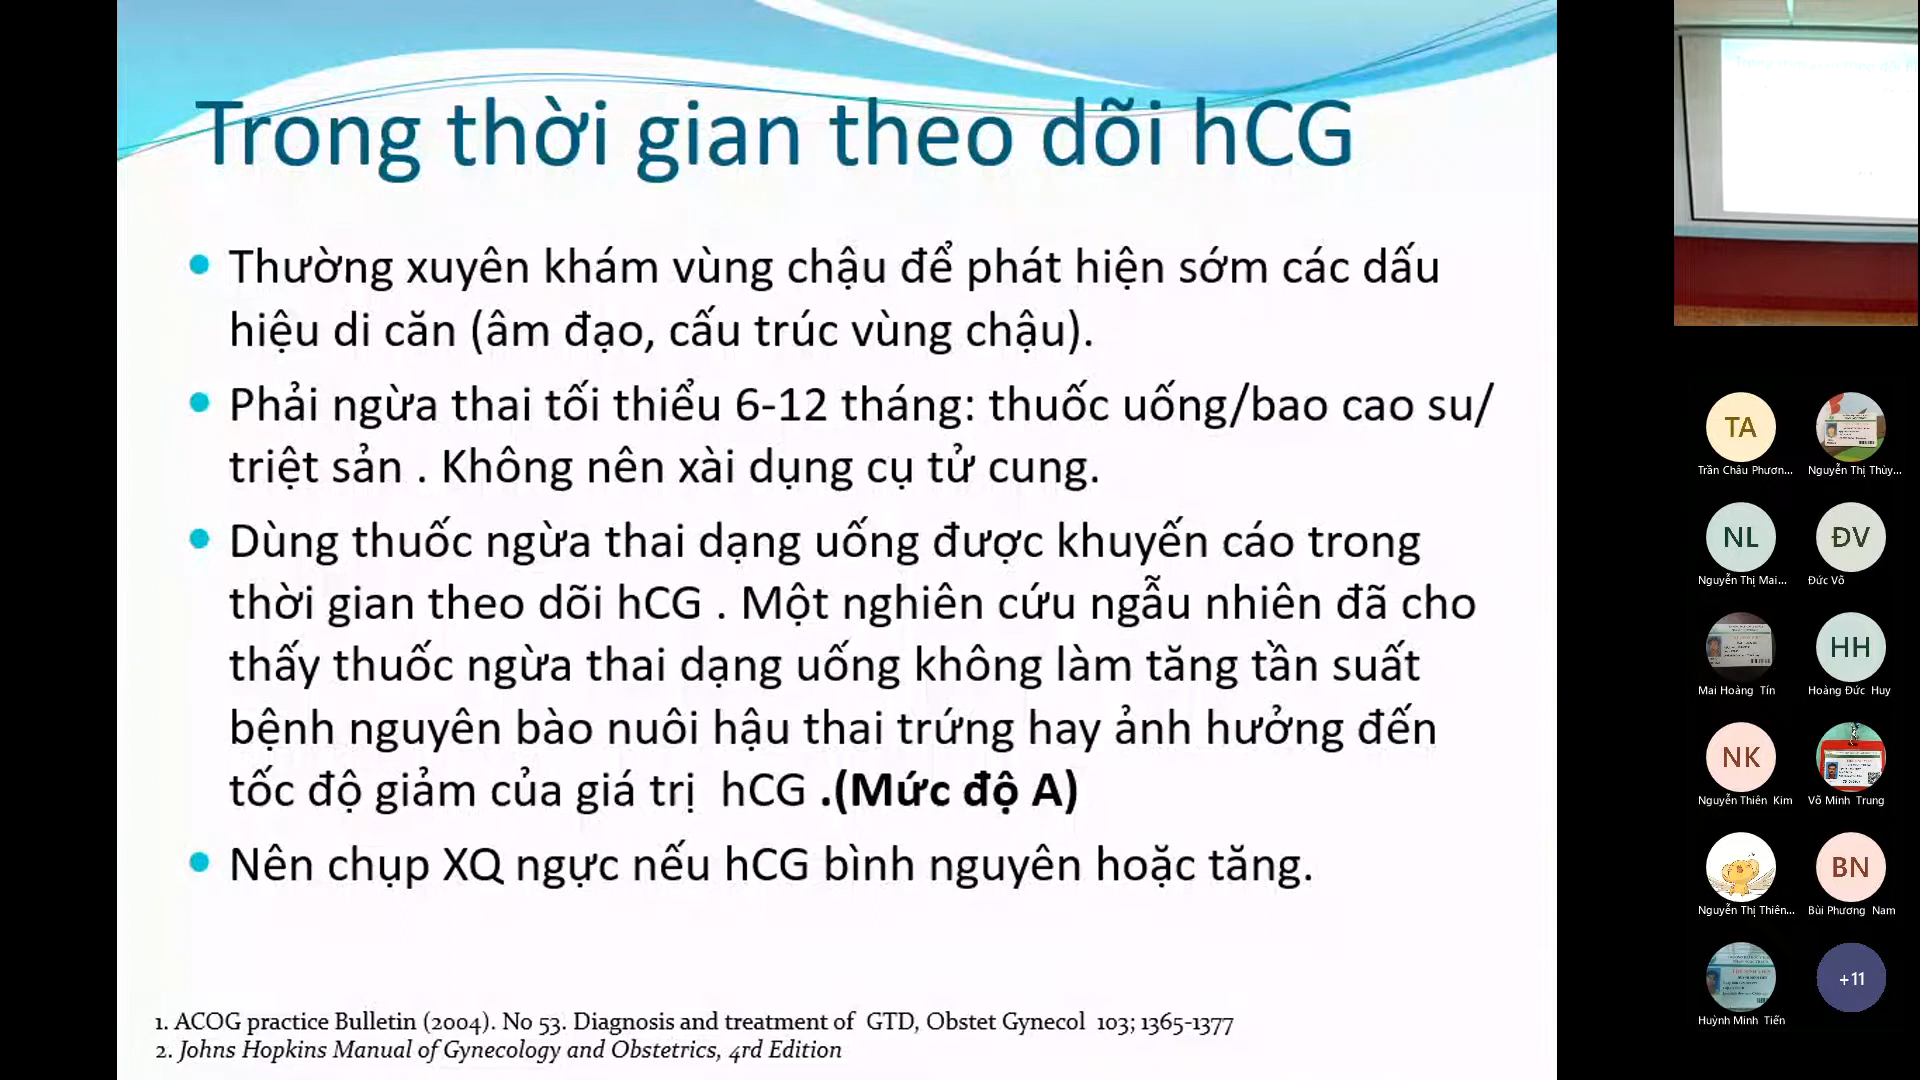 Trong thời gian theo dõi hCG
Thường xuyên khám vùng chậu để phát hiện sớm các dấu
hiệu di căn (âm đạo, cấu trúc vùng chậu).
Phải ngừa thai tối thiểu 6-12 tháng: thuốc uống/bao cao su/
triệt sản . Không nên xài dụng cụ tử cung.
Dùng thuốc ngừa thai dạng uống được khuyến cáo trong
thời gian theo dõi hCG . Một nghiên cứu ngẫu nhiên đã cho
thấy thuốc ngừa thai dạng uống không làm tăng tần suất
bệnh nguyên bào nuôi hậu thai trứng hay ảnh hưởng đến
tốc độ giảm của giá trị hCG .(Mức độ A)
Nên chụp XQ ngực nếu hCG bình nguyên hoặc tăng.
1. ACOG practice Bulletin (2004). No 53. Diagnosis and treatment of GTD, Obstet Gynecol 103; 1365-1377
2. Johns Hopkins Manual of Gynecology and Obstetrics, 4rd Edition
TA
Trần Châu Phươn...
Nguyễn Thị Thùy...
NL
Nguyễn Thị Mai...
ĐV
Đức Võ
Mai Hoàng Tín
HH
Hoàng Đức Huy
NK
Nguyễn Thiên Kim
Võ Minh Trung
Nguyễn Thị Thiên...
BN
Bùi Phương Nam
Huỳnh Minh Tiến
+11